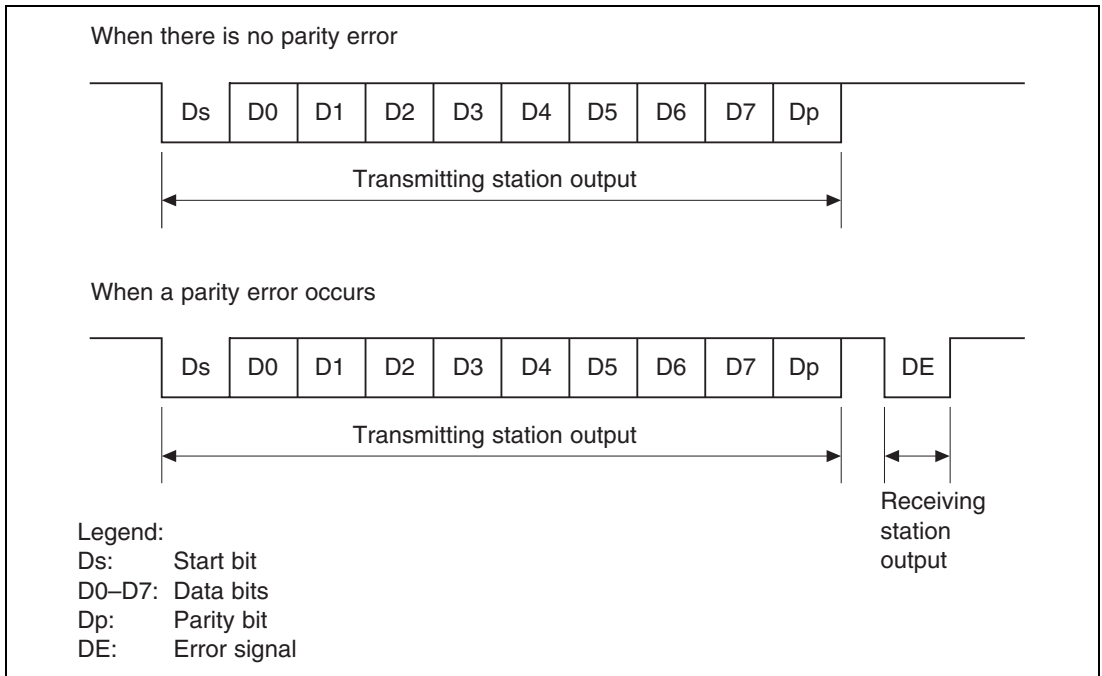 When there is no parity error
Ds D0 D1 D2 D3 D4 D5 D6 D7 Dp
Transmitting station output
When a parity error occurs
Ds D0 D1 D2 D3 D4 D5 D6 D7 Dp DE
Transmitting station output
Receiving
station
output
Legend:
Ds: Start bit
D0–D7: Data bits
Dp: Parity bit
DE: Error signal